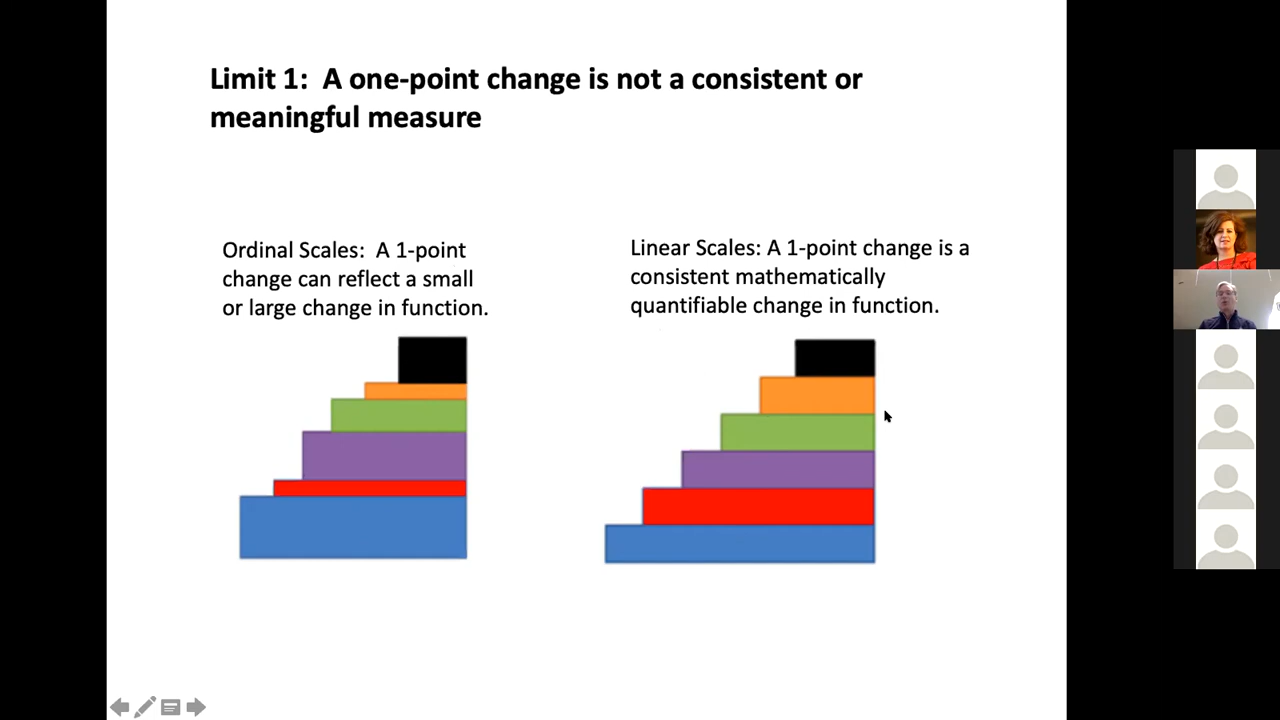 Limit 1:  A one-point change is not a consistent or
meaningful measure
Ordinal Scales:  A 1-point
change can reflect a small
or large change in function.
Linear Scales: A 1-point change is a
consistent mathematically
quantifiable change in function.